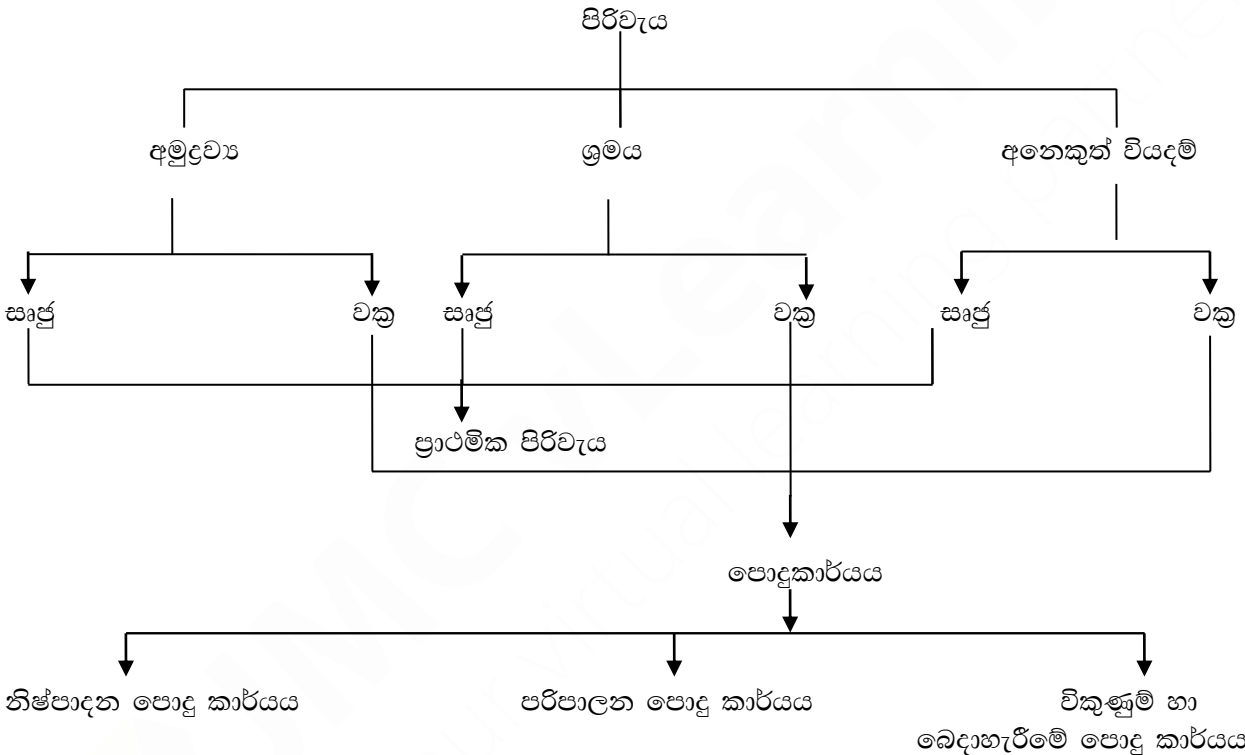 පිරිවැය
අමුද්‍රව්‍ය ශ්‍රමය අනෙකුත් වියදම්
සෘජු වක්‍ර සෘජු වක්‍ර සෘජු වක්‍ර
ප්‍රාථමික පිරිවැය
පොදුකාර්යය
නිෂ්පාදන පොදු කාර්යය පරිපාලන පොදු කාර්යය විකුණුම් හා
බෙදාහැරීමේ පොදු කාර්යය